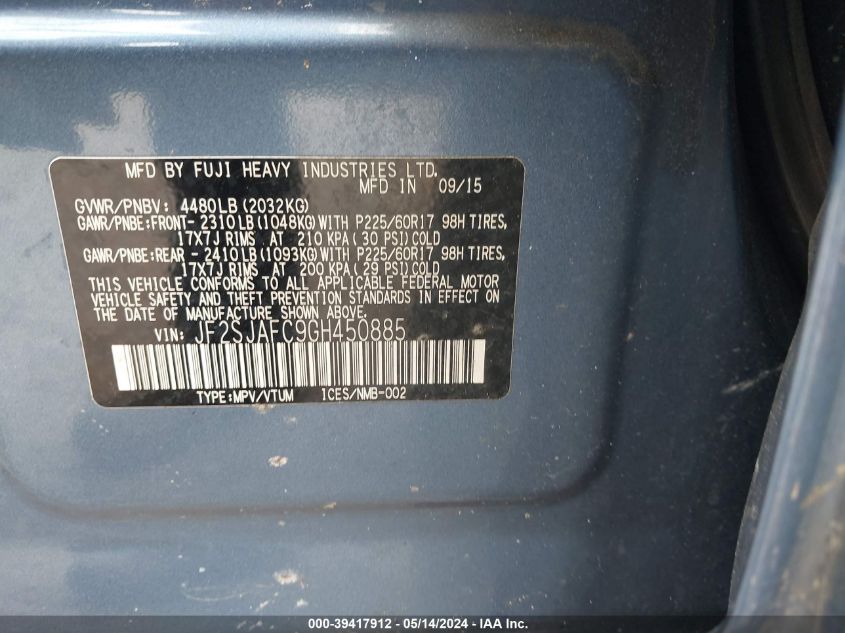 MFD BY FUJI HEAVY INDUSTRIES LTD.
MFD IN 09/15
GVWR/PNBV: 4480LB(2032KG)
GAWR/PNBE:FRONT- 2310LB(1048KG)WITH P225/60R17 98H TIRES,
17X7J RIMS AT 210 KPA(30 PSI)COLD
GAWR/PNBE:REAR - 2410LB(1093KG)WITH P225/60R17 98H TIRES,
17X7J RIMS AT 200 KPA(29 PSI)COLD
THIS VEHICLE CONFORMS TO ALL APPLICABLE FEDERAL MOTOR
VEHICLE SAFETY AND THEFT PREVENTION STANDARDS IN EFFECT ON
THE DATE OF MANUFACTURE SHOWN ABOVE.
VIN: JF2SJAFC9GH450885
TYPE:MPV/VTUM ICES/NMB-002
000-39417912 - 05/14/2024 - IAA, Inc.